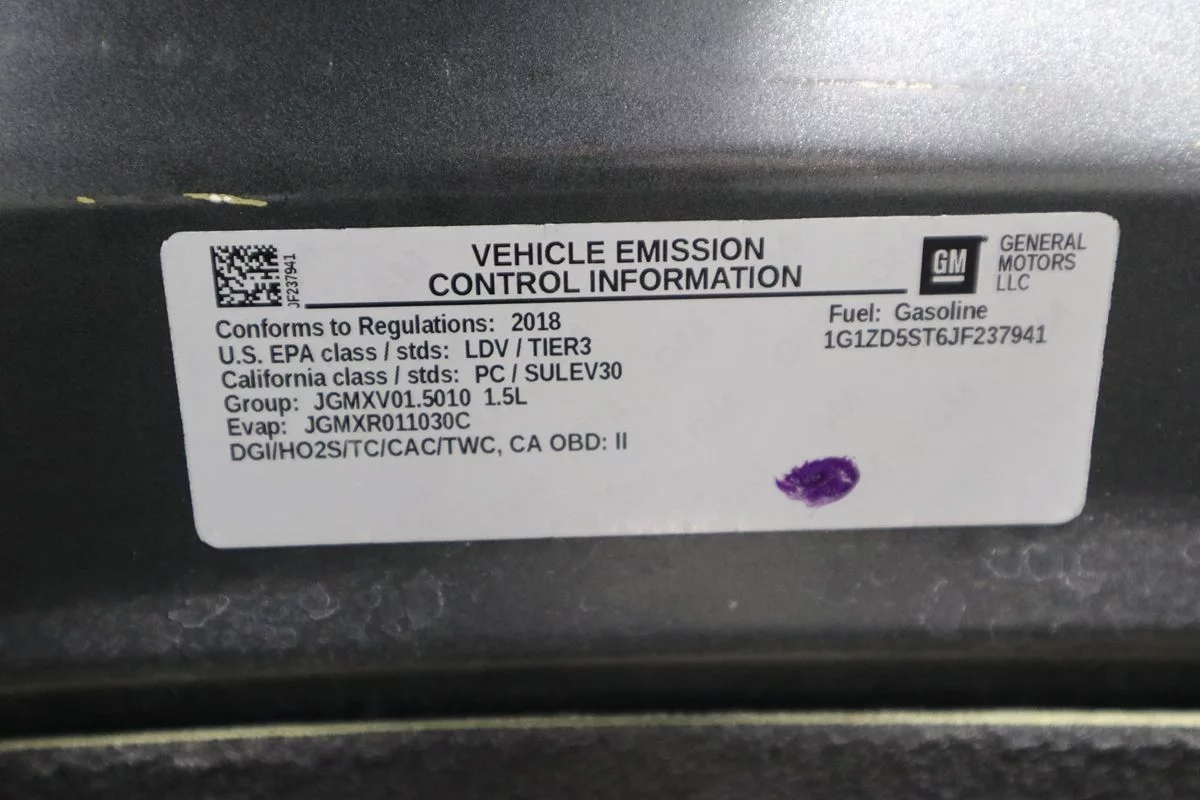 JF237941
VEHICLE EMISSION
CONTROL INFORMATION
GM
GENERAL
MOTORS
LLC
Conforms to Regulations: 2018
U.S. EPA class / stds: LDV / TIER3
California class / stds: PC / SULEV30
Group: JGMXV01.5010 1.5L
Evap: JGMXR011030C
DGI/HO2S/TC/CAC/TWC, CA OBD: II
Fuel: Gasoline
1G1ZD5ST6JF237941